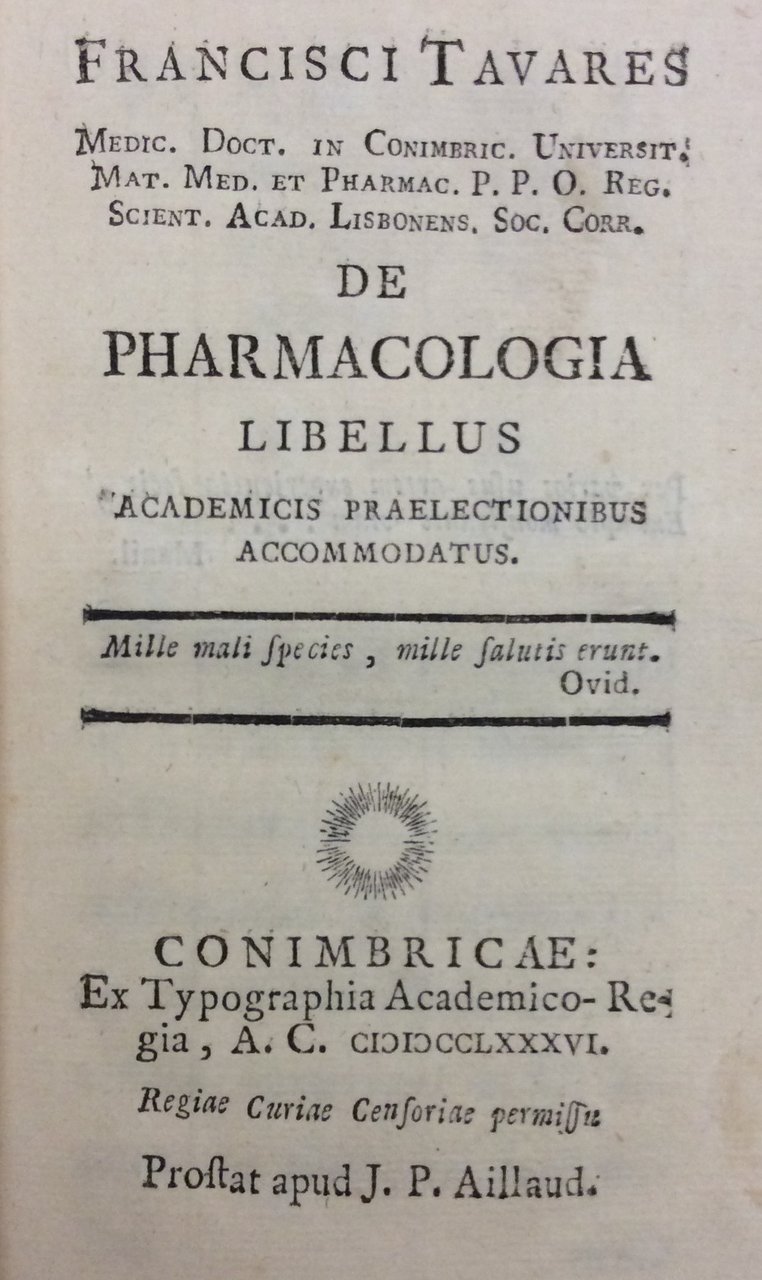 FRANCISCI TAVARES
MEDIC. DOCT. IN CONIMBRIC. UNIVERSIT.
MAT. MED. ET PHARMAC. P. P. O. REG.
SCIENT. ACAD. LISBONENS. SOC. CORR.
DE
PHARMACOLOGIA
LIBELLUS
ACADEMICIS PRAELECTIONIBUS
ACCOMMODATUS.
Mille mali ſpecies, mille ſalutis erunt.
Ovid.
CONIMBRICAE:
Ex Typographia Academico-Re-
gia, A. C. CIƆIƆCCLXXXVI.
Regiae Curiae Cenſoriae permiſſu
Proſtat apud J. P. Aillaud.